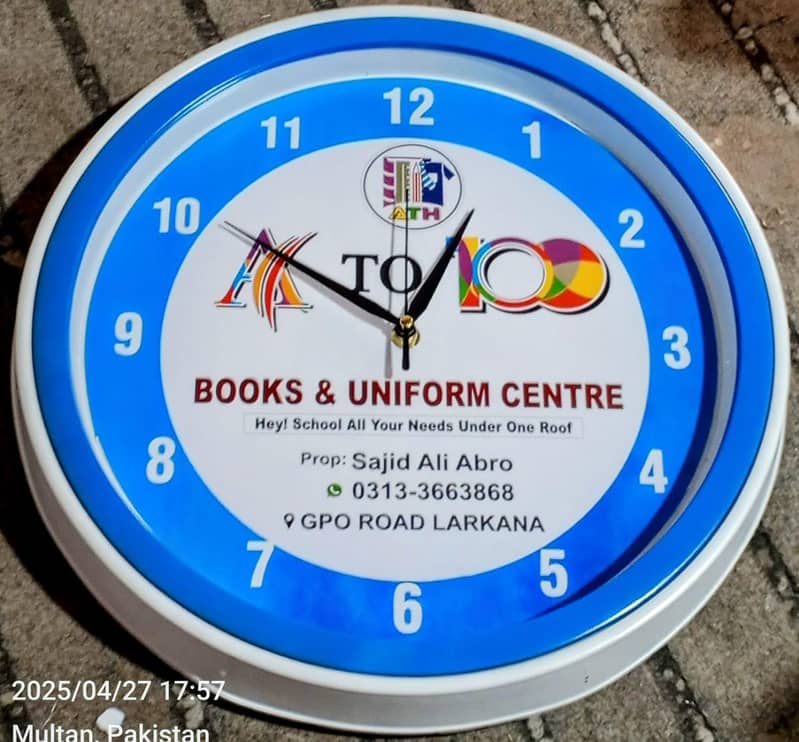 12
11
1
10
2
9
3
8
4
7
5
6
ATH
A TO 100
BOOKS & UNIFORM CENTRE
Hey! School All Your Needs Under One Roof
Prop: Sajid Ali Abro
0313-3663868
GPO ROAD LARKANA
2025/04/27 17:57
Multan, Pakistan